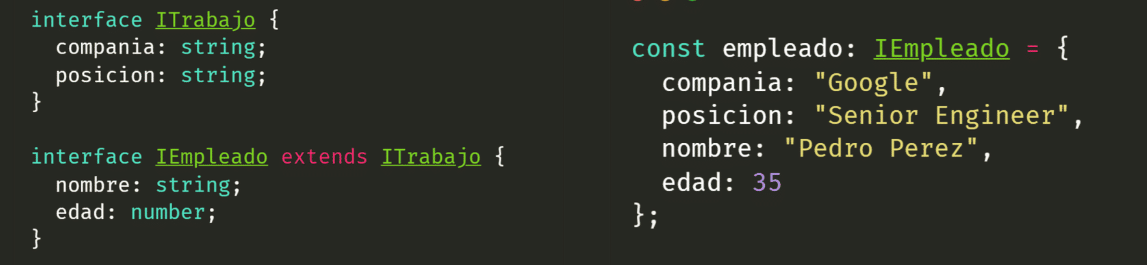 interface ITrabajo {
  compania: string;
  posicion: string;
}

interface IEmpleado extends ITrabajo {
  nombre: string;
  edad: number;
}

const empleado: IEmpleado = {
  compania: "Google",
  posicion: "Senior Engineer",
  nombre: "Pedro Perez",
  edad: 35
};